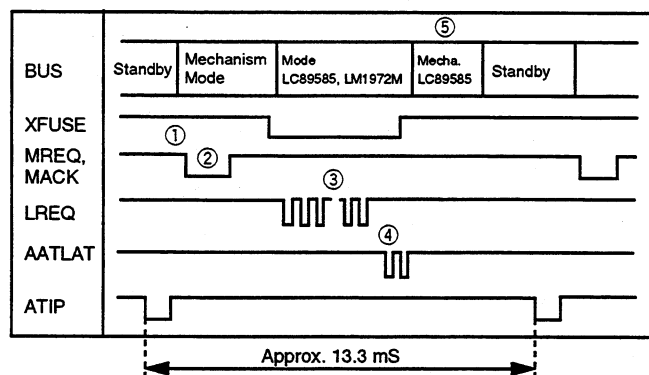 ⑤
BUS
Standby
Mechanism
Mode
Mode
LC89585, LM1972M
Mecha.
LC89585
Standby
XFUSE
①
MREQ,
MACK
②
③
LREQ
④
AATLAT
ATIP
Approx. 13.3 mS